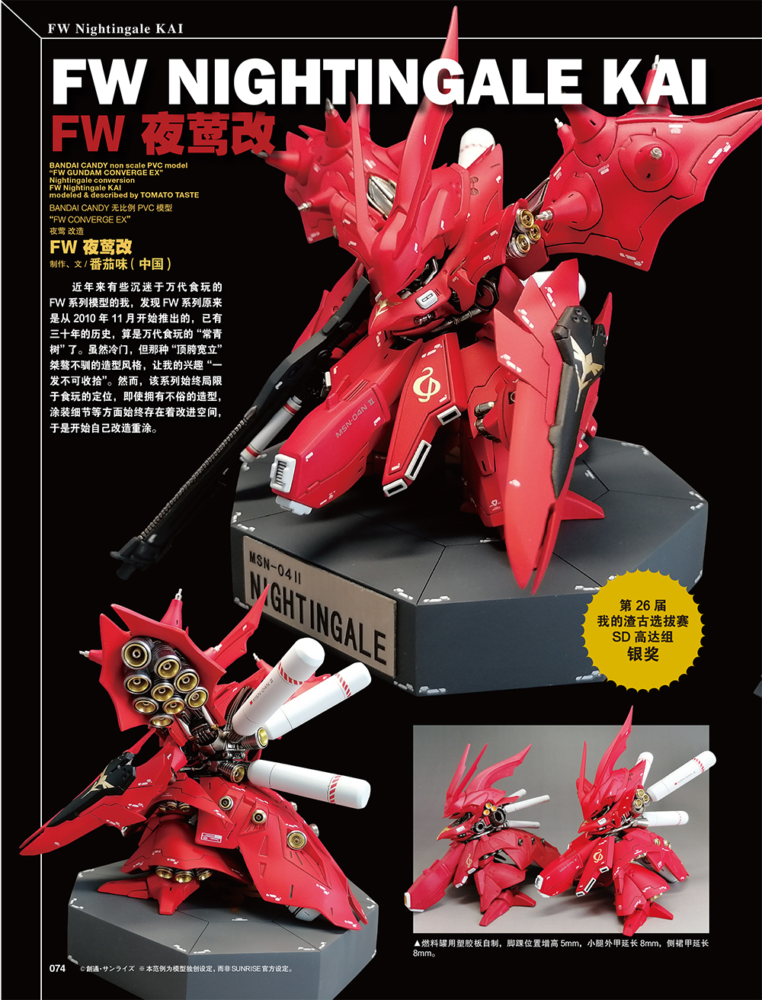 FW Nightingale KAI
FW NIGHTINGALE KAI
FW 夜莺改
BANDAI CANDY non scale PVC model
“FW GUNDAM CONVERGE EX”
Nightingale conversion
FW Nightingale KAI
modeled & described by TOMATO TASTE
BANDAI CANDY 无比例 PVC 模型
“FW CONVERGE EX”
夜莺 改造
FW 夜莺改
制作、文 / 番茄味（中国）
近年来有些沉迷于万代食玩的
FW 系列模型的我，发现 FW 系列原来
是从 2010 年 11 月开始推出的，已有
三十年的历史，算是万代食玩的“常青
树”了。虽然冷门，但那种“顶胯宽立”
桀骜不驯的造型风格，让我的兴趣“一
发不可收拾”。然而，该系列始终局限
于食玩的定位，即使拥有不俗的造型，
涂装细节等方面始终存在着改进空间，
于是开始自己改造重涂。
MSN-04N II
MSN-04 II
NIGHTINGALE
第 26 届
我的渣古选拔赛
SD 高达组
银奖
MSN-04N II
▲燃料罐用塑胶板自制，脚踝位置增高 5mm，小腿外甲延长 8mm，侧裙甲延长
8mm。
074
©創通・サンライズ ※本范例为模型独创设定，而非SUNRISE官方设定。